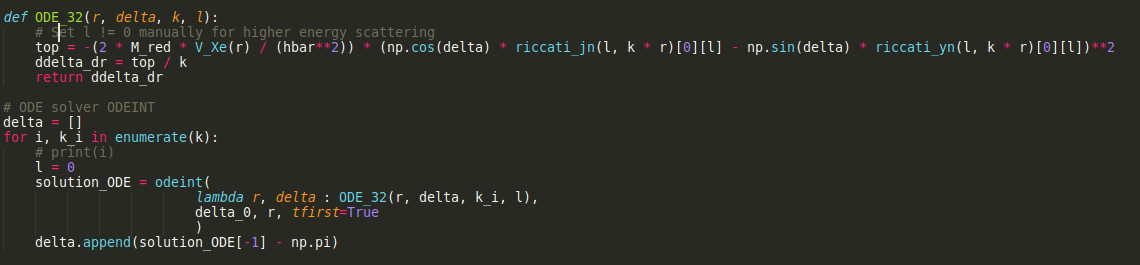 def ODE_32(r, delta, k, l):
    # Set l != 0 manually for higher energy scattering
    top = -(2 * M_red * V_Xe(r) / (hbar**2)) * (np.cos(delta) * riccati_jn(l, k * r)[0][l] - np.sin(delta) * riccati_yn(l, k * r)[0][l])**2
    ddelta_dr = top / k
    return ddelta_dr

# ODE solver ODEINT
delta = []
for i, k_i in enumerate(k):
    # print(i)
    l = 0
    solution_ODE = odeint(
                        lambda r, delta : ODE_32(r, delta, k_i, l),
                        delta_0, r, tfirst=True
                        )
    delta.append(solution_ODE[-1] - np.pi)